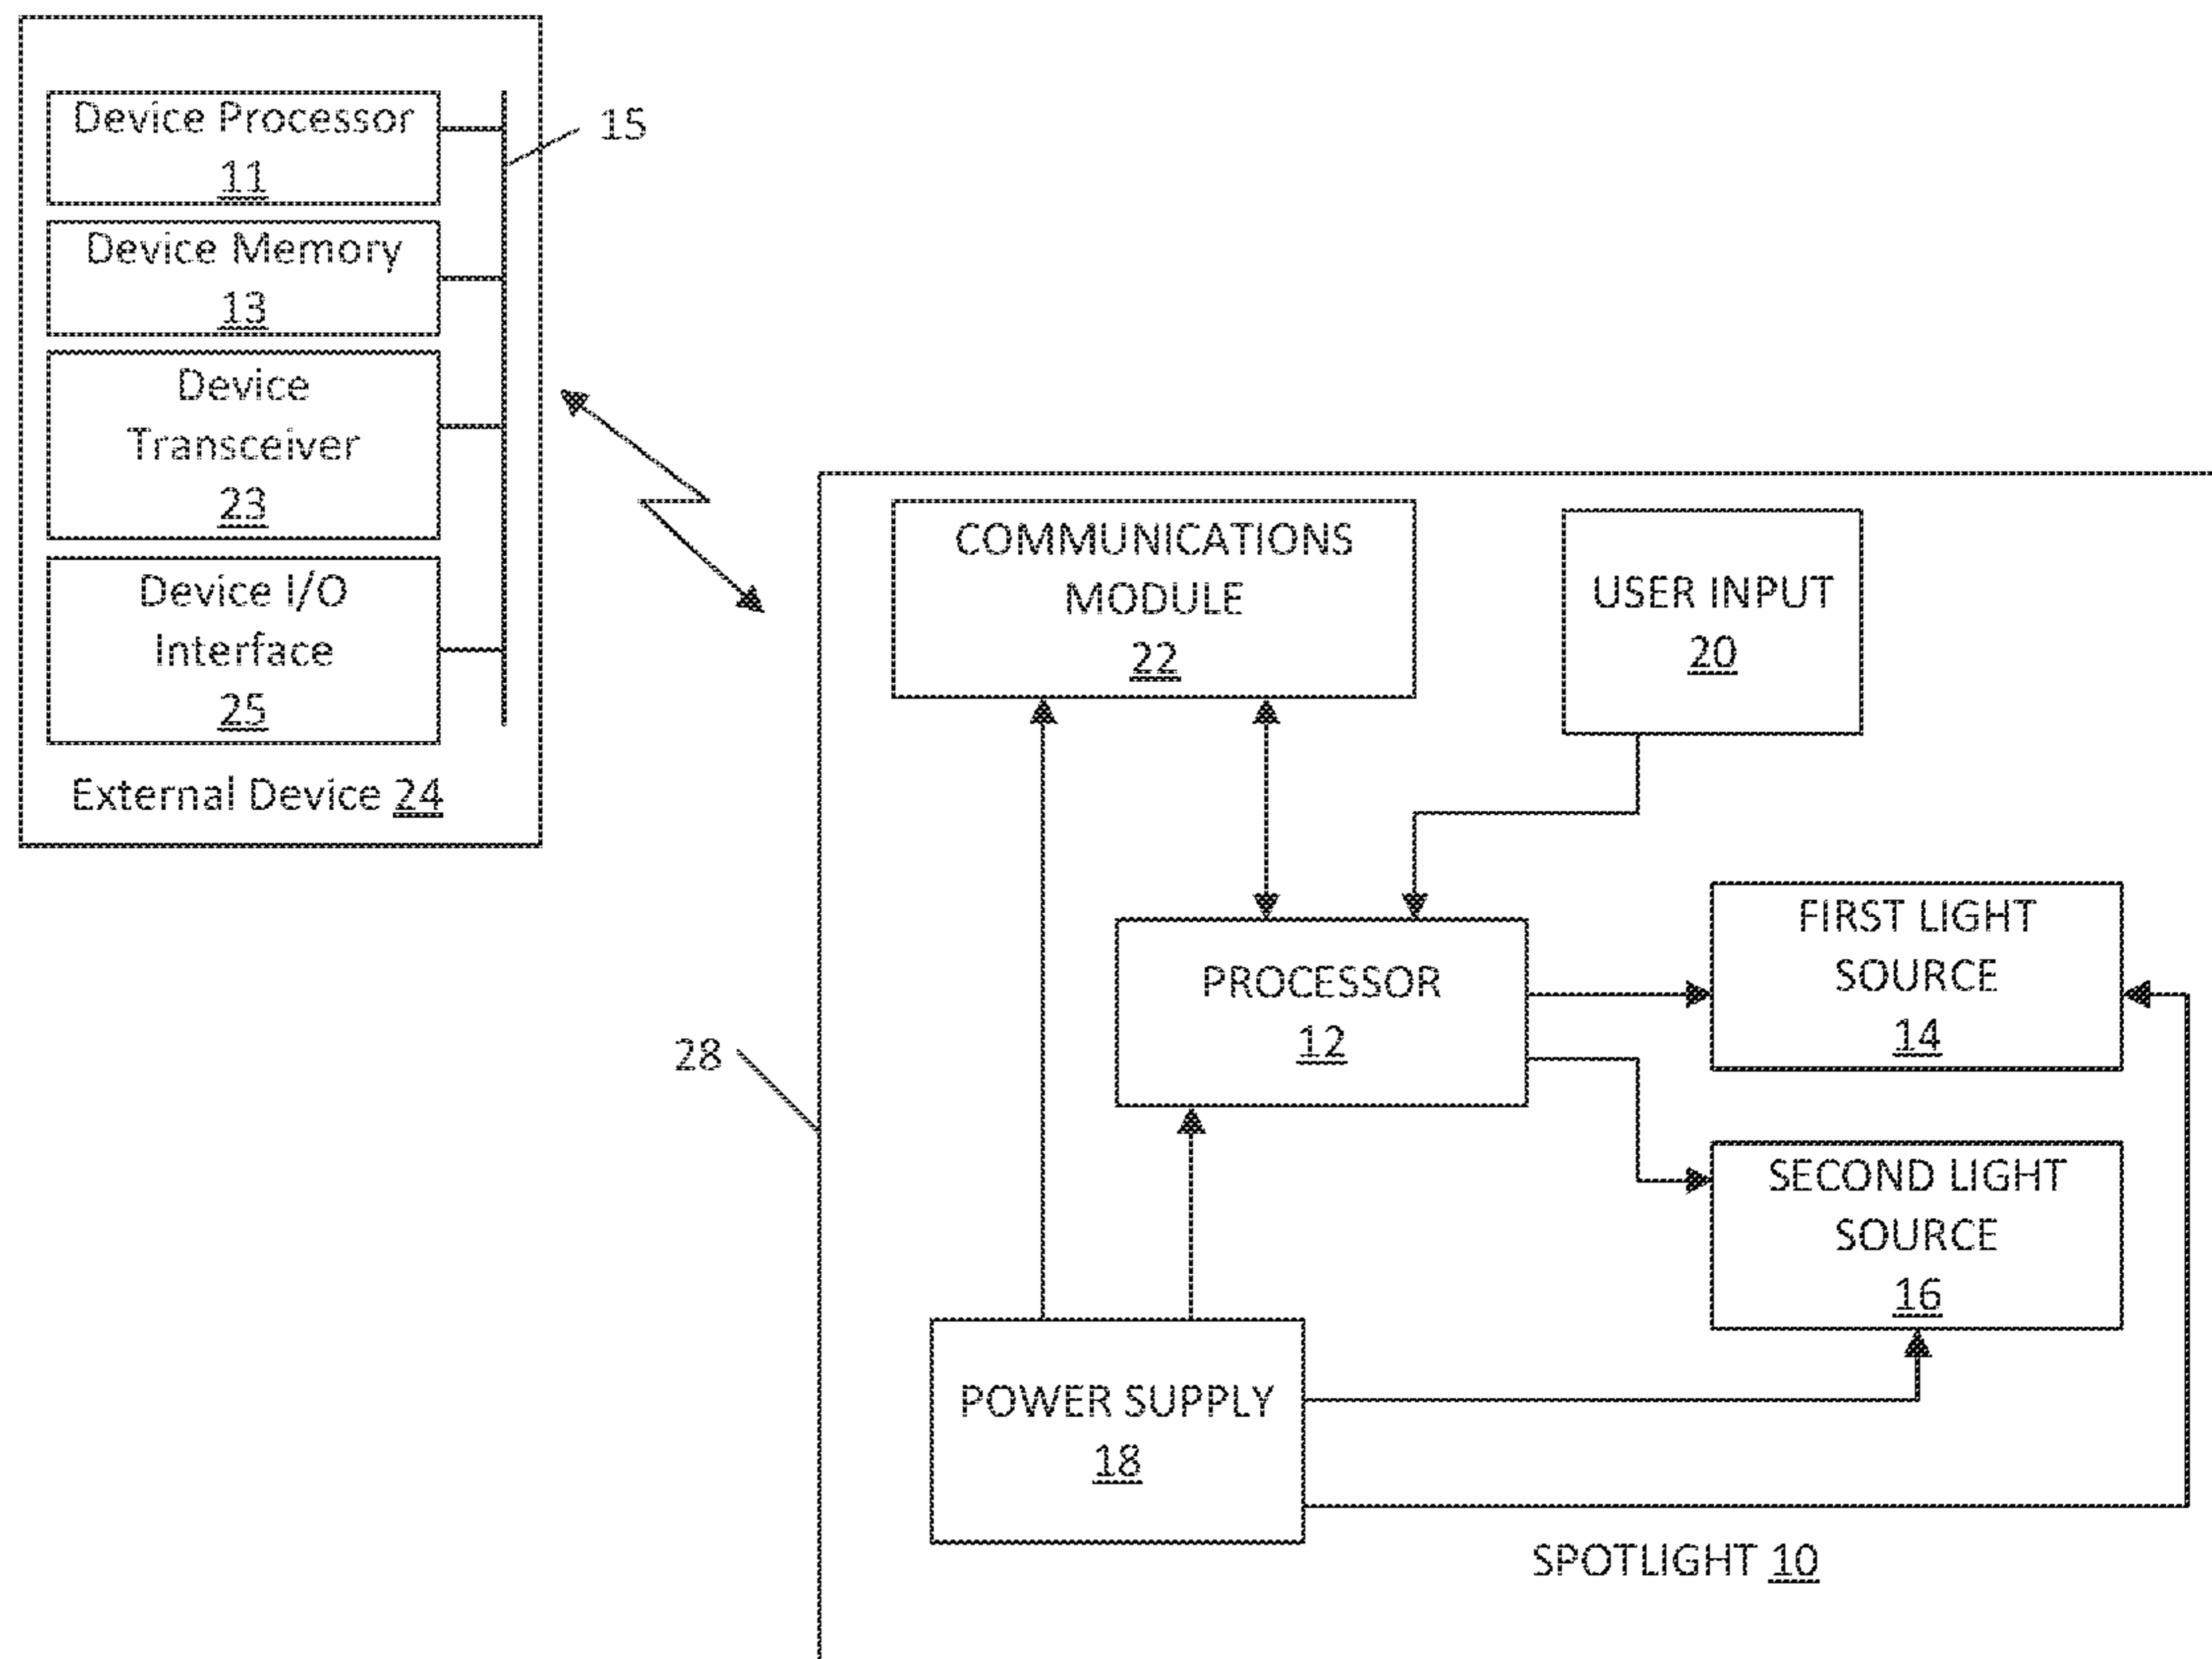 Device Processor
11
15
Device Memory
13
Device
Transceiver
23
Device I/O
Interface
25
External Device 24
COMMUNICATIONS
MODULE
22
USER INPUT
20
PROCESSOR
12
FIRST LIGHT
SOURCE
14
28
SECOND LIGHT
SOURCE
16
POWER SUPPLY
18
SPOTLIGHT 10